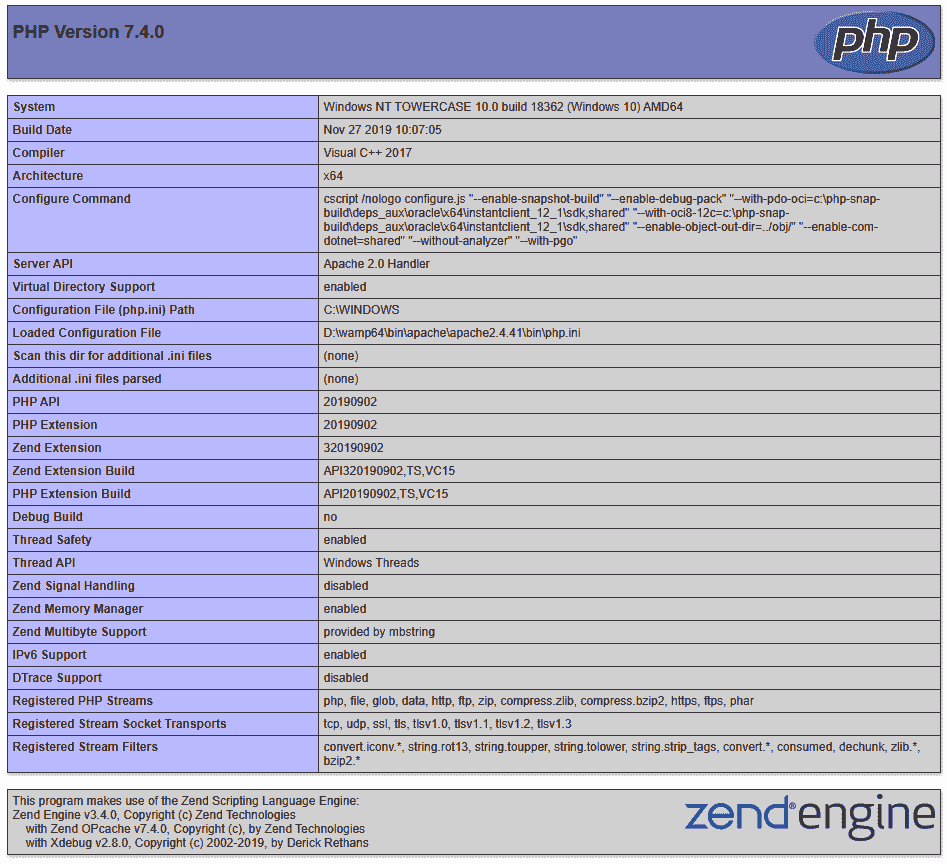 PHP Version 7.4.0
php
System Windows NT TOWERCASE 10.0 build 18362 (Windows 10) AMD64
Build Date Nov 27 2019 10:07:05
Compiler Visual C++ 2017
Architecture x64
Configure Command cscript /nologo configure.js "--enable-snapshot-build" "--enable-debug-pack" "--with-pdo-oci=c:\php-snap-
build\deps_aux\oracle\x64\instantclient_12_1\sdk,shared" "--with-oci8-12c=c:\php-snap-
build\deps_aux\oracle\x64\instantclient_12_1\sdk,shared" "--enable-object-out-dir=../obj/" "--enable-com-
dotnet=shared" "--without-analyzer" "--with-pgo"
Server API Apache 2.0 Handler
Virtual Directory Support enabled
Configuration File (php.ini) Path C:\WINDOWS
Loaded Configuration File D:\wamp64\bin\apache\apache2.4.41\bin\php.ini
Scan this dir for additional .ini files (none)
Additional .ini files parsed (none)
PHP API 20190902
PHP Extension 20190902
Zend Extension 320190902
Zend Extension Build API320190902,TS,VC15
PHP Extension Build API20190902,TS,VC15
Debug Build no
Thread Safety enabled
Thread API Windows Threads
Zend Signal Handling disabled
Zend Memory Manager enabled
Zend Multibyte Support provided by mbstring
IPv6 Support enabled
DTrace Support disabled
Registered PHP Streams php, file, glob, data, http, ftp, zip, compress.zlib, compress.bzip2, https, ftps, phar
Registered Stream Socket Transports tcp, udp, ssl, tls, tlsv1.0, tlsv1.1, tlsv1.2, tlsv1.3
Registered Stream Filters convert.iconv.*, string.rot13, string.toupper, string.tolower, string.strip_tags, convert.*, consumed, dechunk, zlib.*,
bzip2.*
This program makes use of the Zend Scripting Language Engine:
Zend Engine v3.4.0, Copyright (c) Zend Technologies
with Zend OPcache v7.4.0, Copyright (c), by Zend Technologies
with Xdebug v2.8.0, Copyright (c) 2002-2019, by Derick Rethans
zend® engine